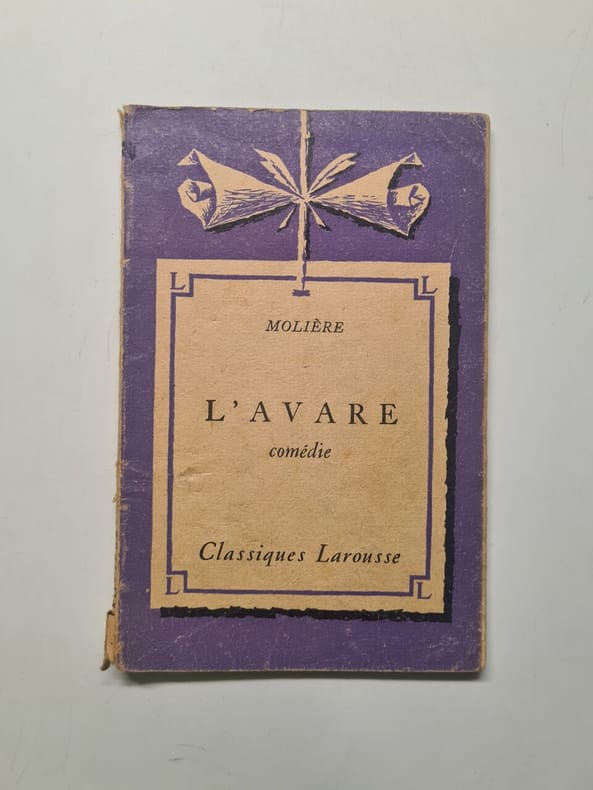 L L
MOLIÈRE
L'AVARE
comédie
Classiques Larousse
L L